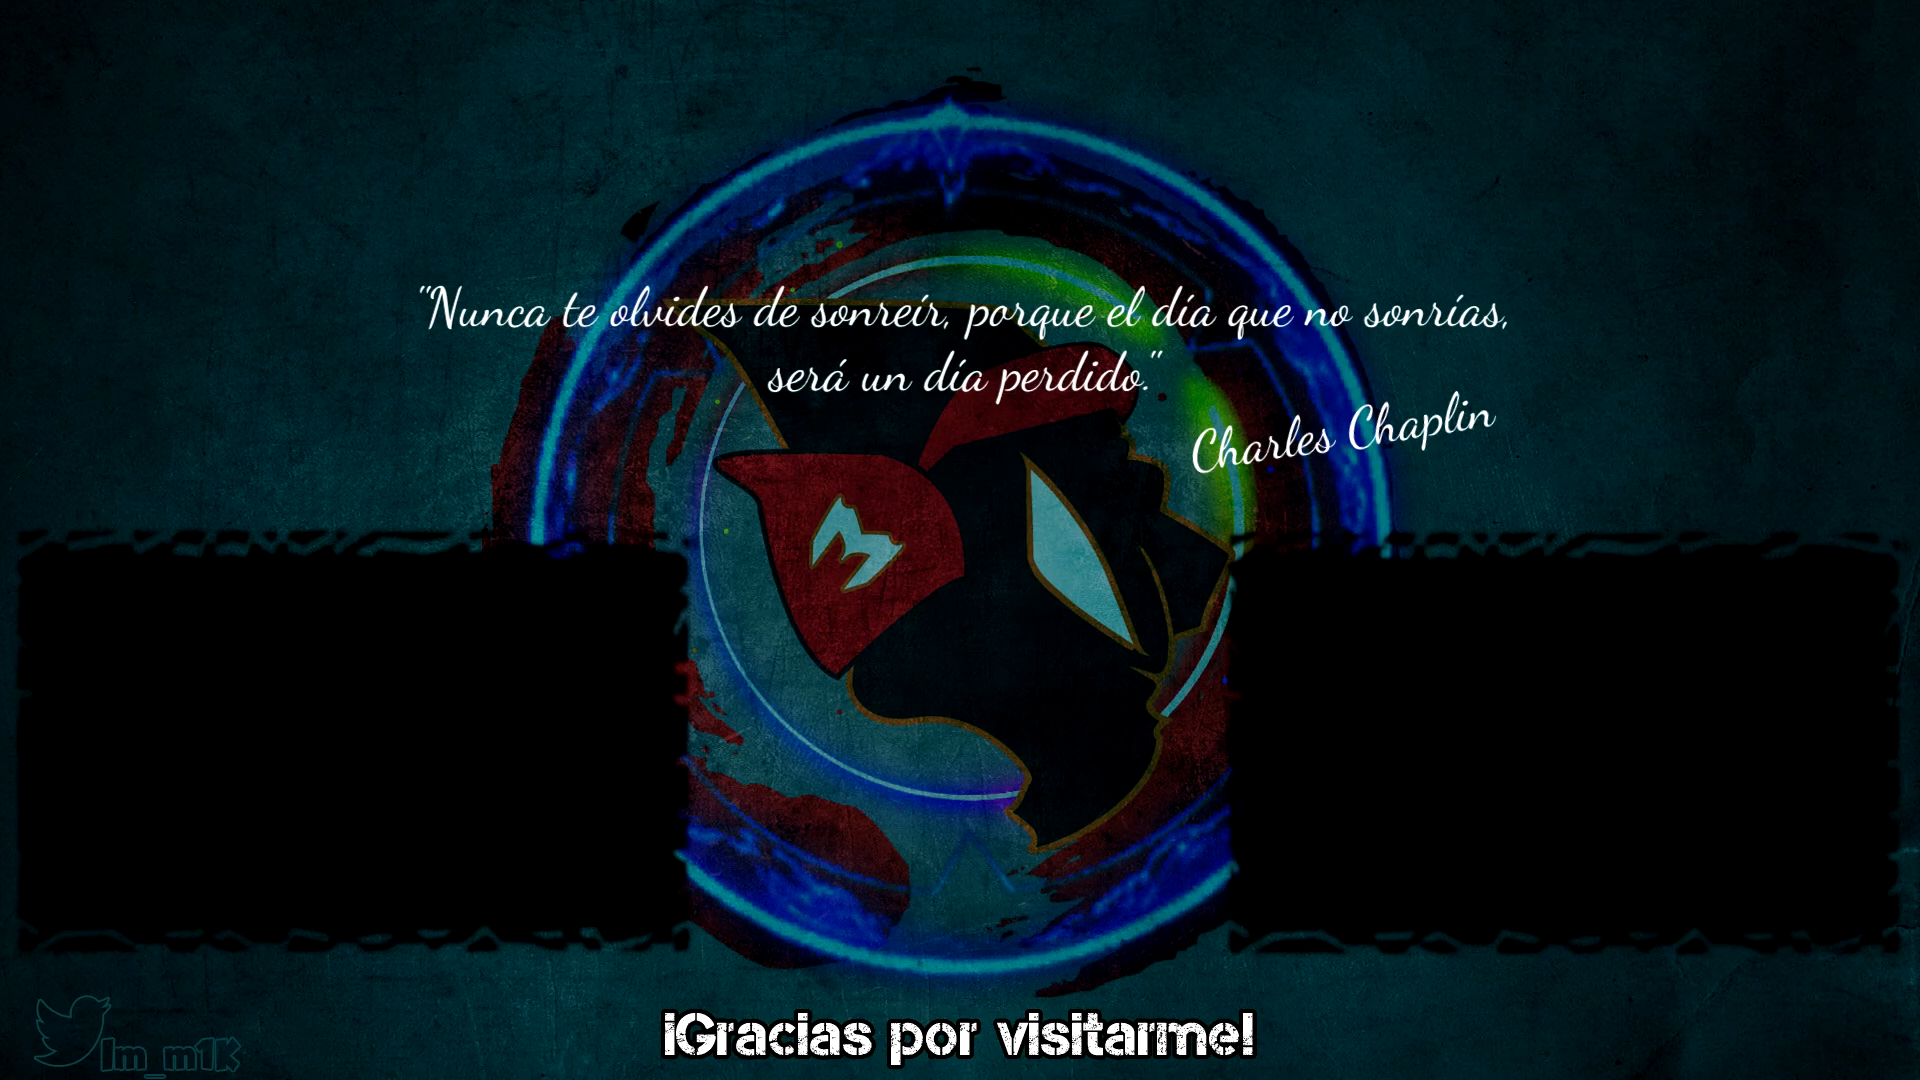 "Nunca te olvides de sonreír, porque el día que no sonrías,
será un día perdido."
Charles Chaplin
M
¡Gracias por visitarme!
Im_m1K